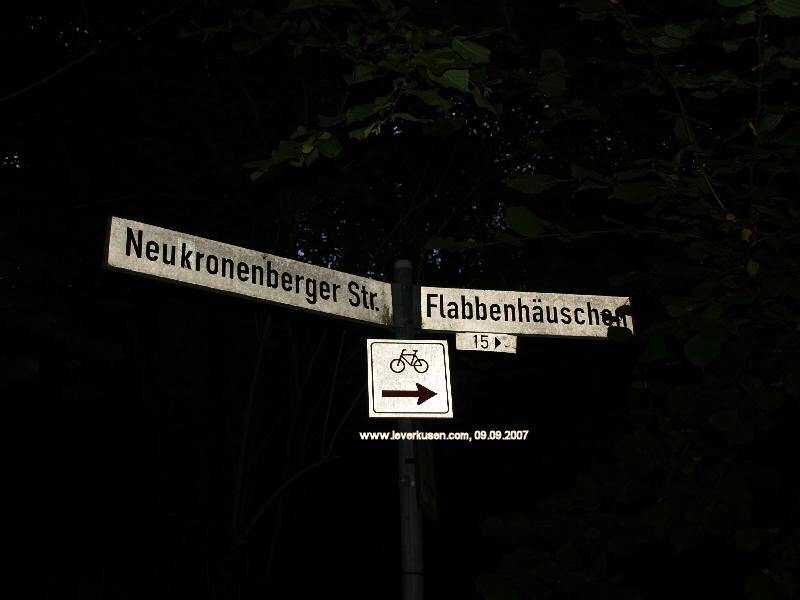 Neukronenberger Str.
Flabbenhäuschen
15
www.leverkusen.com, 09.09.2007